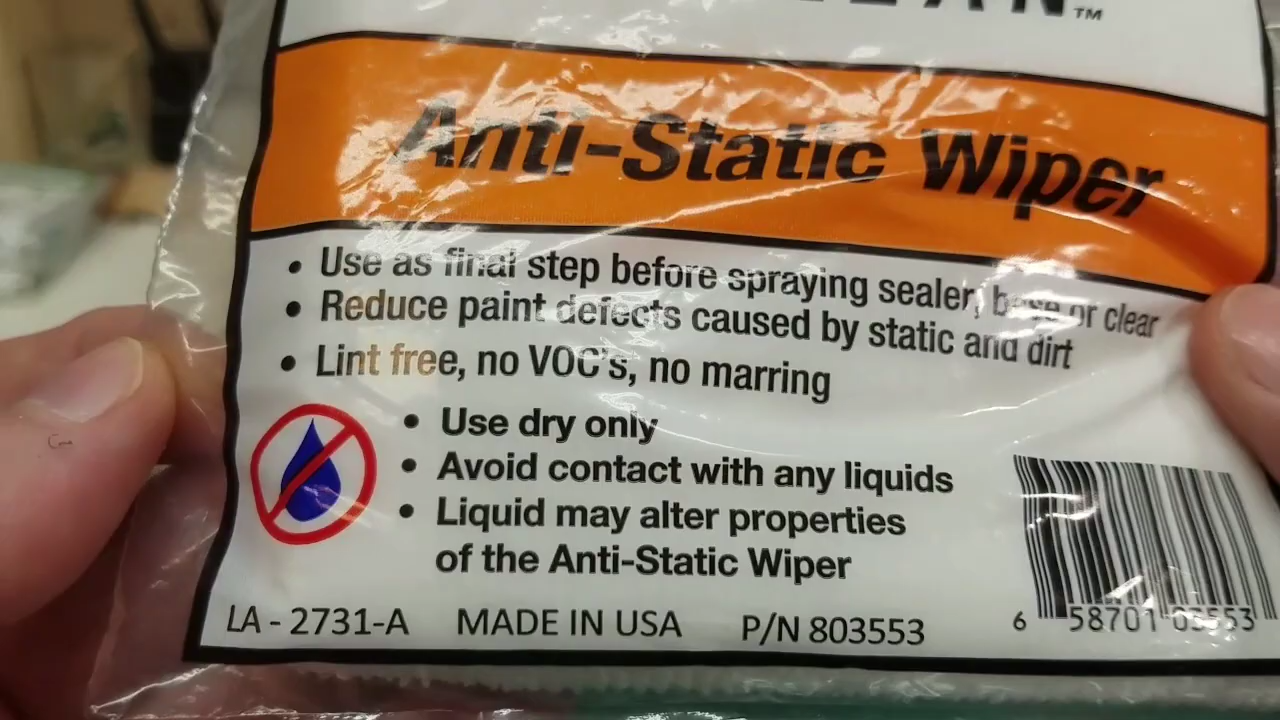 Anti-Static Wiper
• Use as final step before spraying sealer, base or clear
• Reduce paint defects caused by static and dirt
• Lint free, no VOC's, no marring
• Use dry only
• Avoid contact with any liquids
• Liquid may alter properties
of the Anti-Static Wiper
LA - 2731-A MADE IN USA P/N 803553
6 58701 03553